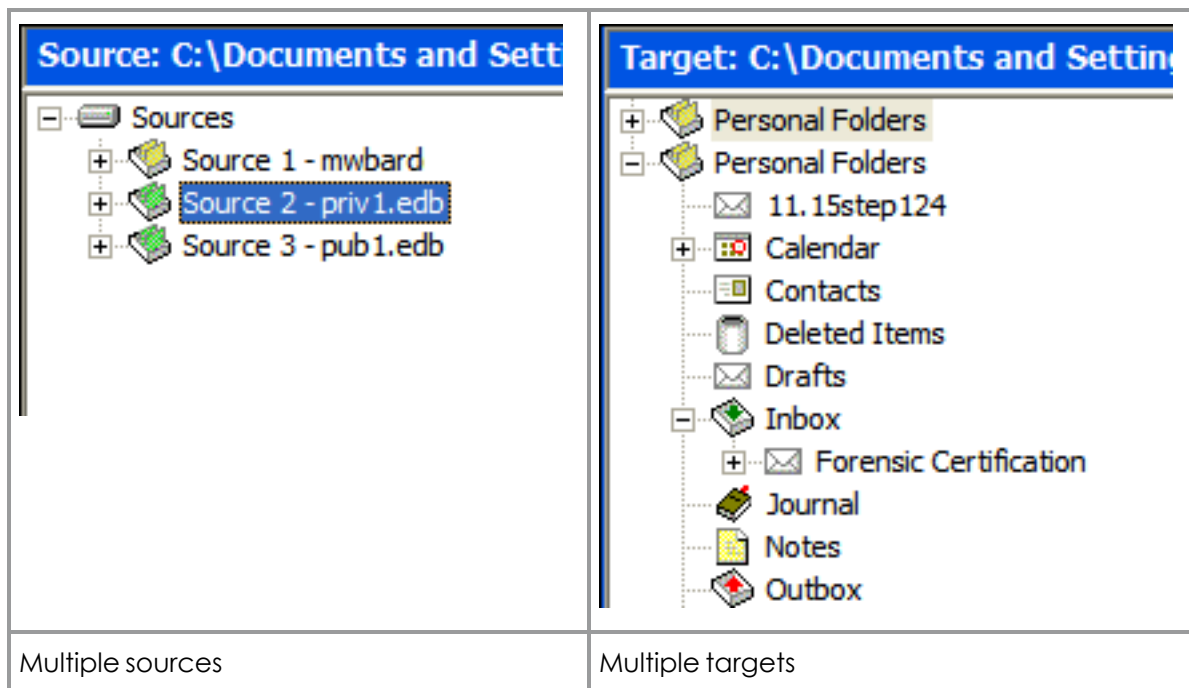 Source: C:\Documents and Sett
Sources
Source 1 - mwbard
Source 2 - priv1.edb
Source 3 - pub1.edb
Multiple sources
Target: C:\Documents and Setting
Personal Folders
Personal Folders
11.15step124
Calendar
Contacts
Deleted Items
Drafts
Inbox
Forensic Certification
Journal
Notes
Outbox
Multiple targets